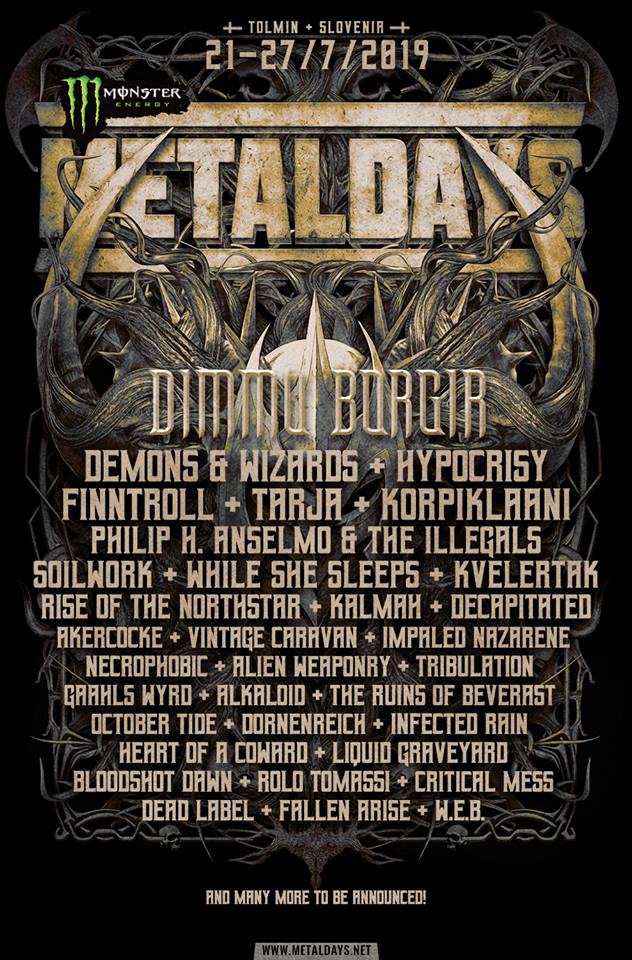 TOLMIN + SLOVENIA
21-27/7/2019
MONSTER
ENERGY
METALDAYS
DIMMU BORGIR
DEMONS & WIZARDS + HYPOCRISY
FINNTROLL + TARJA + KORPIKLAANI
PHILIP H. ANSELMO & THE ILLEGALS
SOILWORK + WHILE SHE SLEEPS + KVELERTAK
RISE OF THE NORTHSTAR + KALMAH + DECAPITATED
AKERCOCKE + VINTAGE CARAVAN + IMPALED NAZARENE
NECROPHOBIC + ALIEN WEAPONRY + TRIBULATION
GAAHLS WYRD + ALKALOID + THE RUINS OF BEVERAST
OCTOBER TIDE + DORNENREICH + INFECTED RAIN
HEART OF A COWARD + LIQUID GRAVEYARD
BLOODSHOT DAWN + ROLO TOMASSI + CRITICAL MESS
DEAD LABEL + FALLEN ARISE + W.E.B.
AND MANY MORE TO BE ANNOUNCED!
WWW.METALDAYS.NET